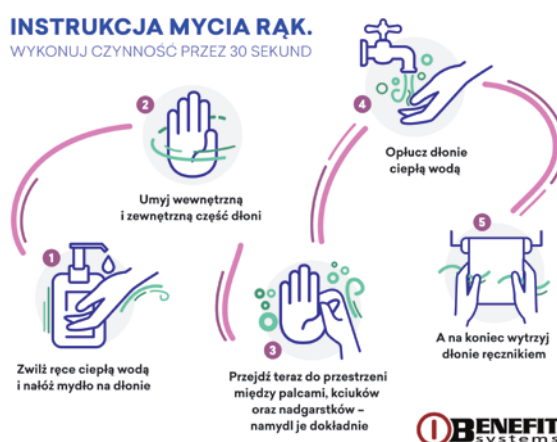 INSTRUKCJA MYCIA RĄK.
WYKONUJ CZYNNOŚĆ PRZEZ 30 SEKUND
1
Zwilż ręce ciepłą wodą
i nałóż mydło na dłonie
2
Umyj wewnętrzną
i zewnętrzną część dłoni
3
Przejdź teraz do przestrzeni
między palcami, kciuków
oraz nadgarstków –
namydl je dokładnie
4
Opłucz dłonie
ciepłą wodą
5
A na koniec wytrzyj
dłonie ręcznikiem
BENEFIT
systems